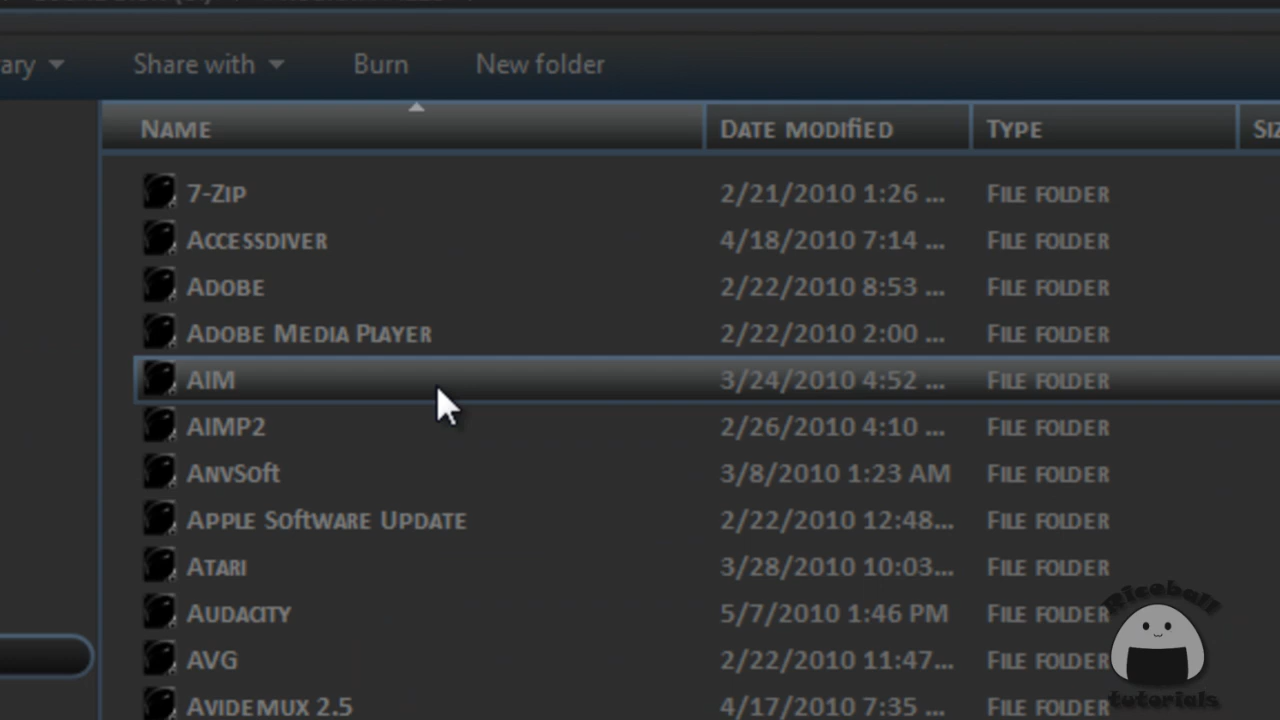 ary Share with Burn New folder
Name Date modified Type Siz
7-Zip 2/21/2010 1:26 ... File folder
Accessdiver 4/18/2010 7:14 ... File folder
Adobe 2/22/2010 8:53 ... File folder
Adobe Media Player 2/22/2010 2:00 ... File folder
AIM 3/24/2010 4:52 ... File folder
AIMP2 2/26/2010 4:10 ... File folder
AnvSoft 3/8/2010 1:23 AM File folder
Apple Software Update 2/22/2010 12:48... File folder
Atari 3/28/2010 10:03... File folder
Audacity 5/7/2010 1:46 PM File folder
AVG 2/22/2010 11:47... File folder
Avidemux 2.5 4/17/2010 7:35 ... File folder
Riceball
tutorials